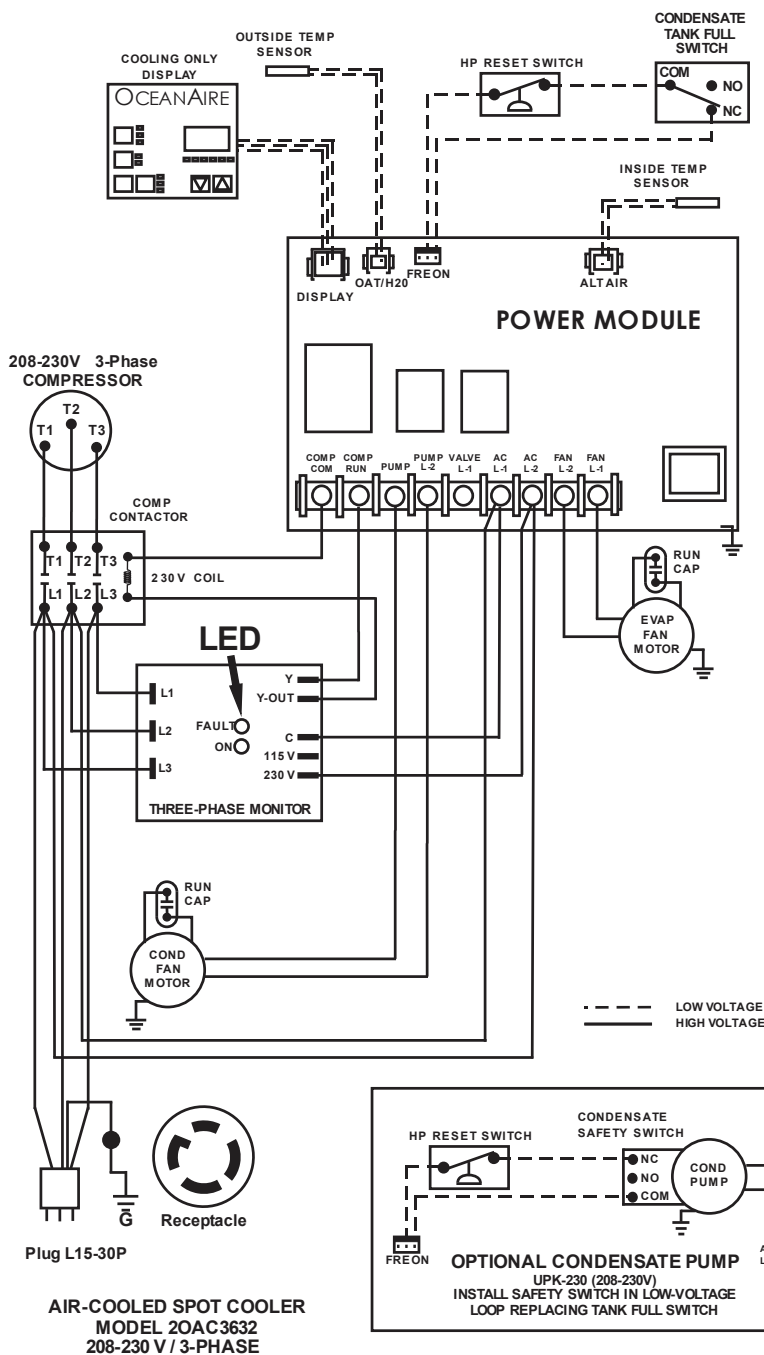 CONDENSATE
TANK FULL
SWITCH
OUTSIDE TEMP
SENSOR
COOLING ONLY
DISPLAY
HP RESET SWITCH
COM
NO
NC
OCEANAIRE
INSIDE TEMP
SENSOR
DISPLAY
OAT/H20
FREON
ALT AIR
POWER MODULE
208-230V 3-Phase
COMPRESSOR
T1
T2
T3
COMP
COM
COMP
RUN
PUMP
PUMP
L-2
VALVE
L-1
AC
L-1
AC
L-2
FAN
L-2
FAN
L-1
COMP
CONTACTOR
T1 T2 T3
230V COIL
L1 L2 L3
RUN
CAP
EVAP
FAN
MOTOR
LED
L1
L2
L3
FAULT
ON
Y
Y-OUT
C
115 V
230 V
THREE-PHASE MONITOR
RUN
CAP
COND
FAN
MOTOR
LOW VOLTAGE
HIGH VOLTAGE
G
Receptacle
Plug L15-30P
HP RESET SWITCH
CONDENSATE
SAFETY SWITCH
NC
NO
COM
COND
PUMP
FREON
OPTIONAL CONDENSATE PUMP
UPK-230 (208-230V)
INSTALL SAFETY SWITCH IN LOW-VOLTAGE
LOOP REPLACING TANK FULL SWITCH
AIR-COOLED SPOT COOLER
MODEL 2OAC3632
208-230 V / 3-PHASE